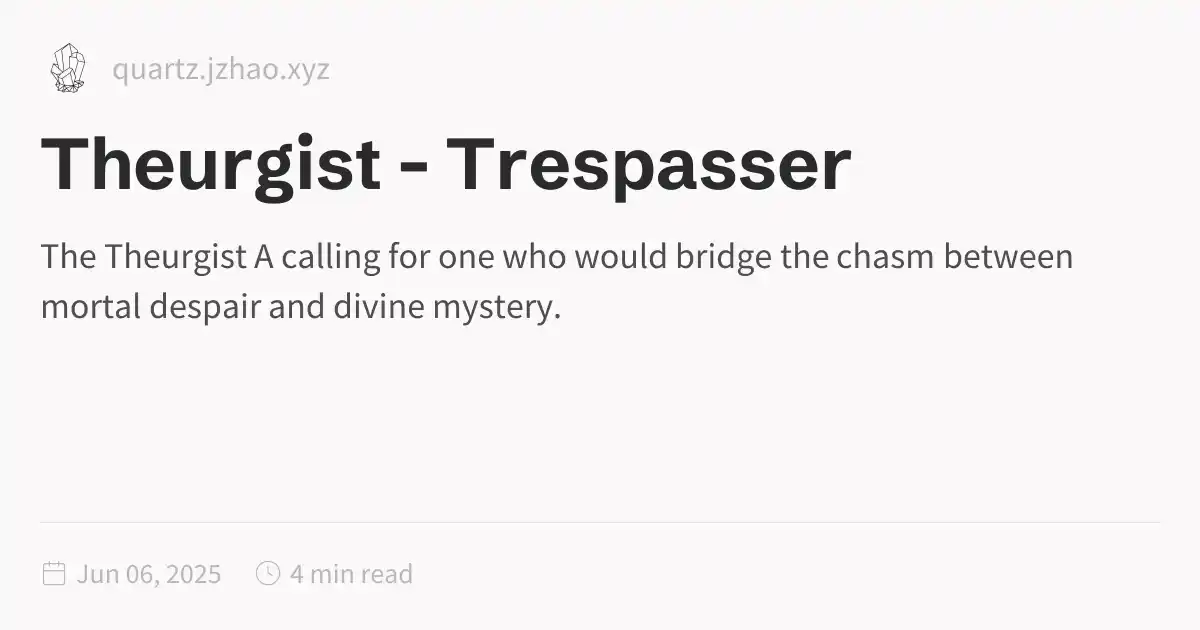 quartz.jzhao.xyz
Theurgist - Trespasser
The Theurgist A calling for one who would bridge the chasm between
mortal despair and divine mystery.
Jun 06, 2025 4 min read